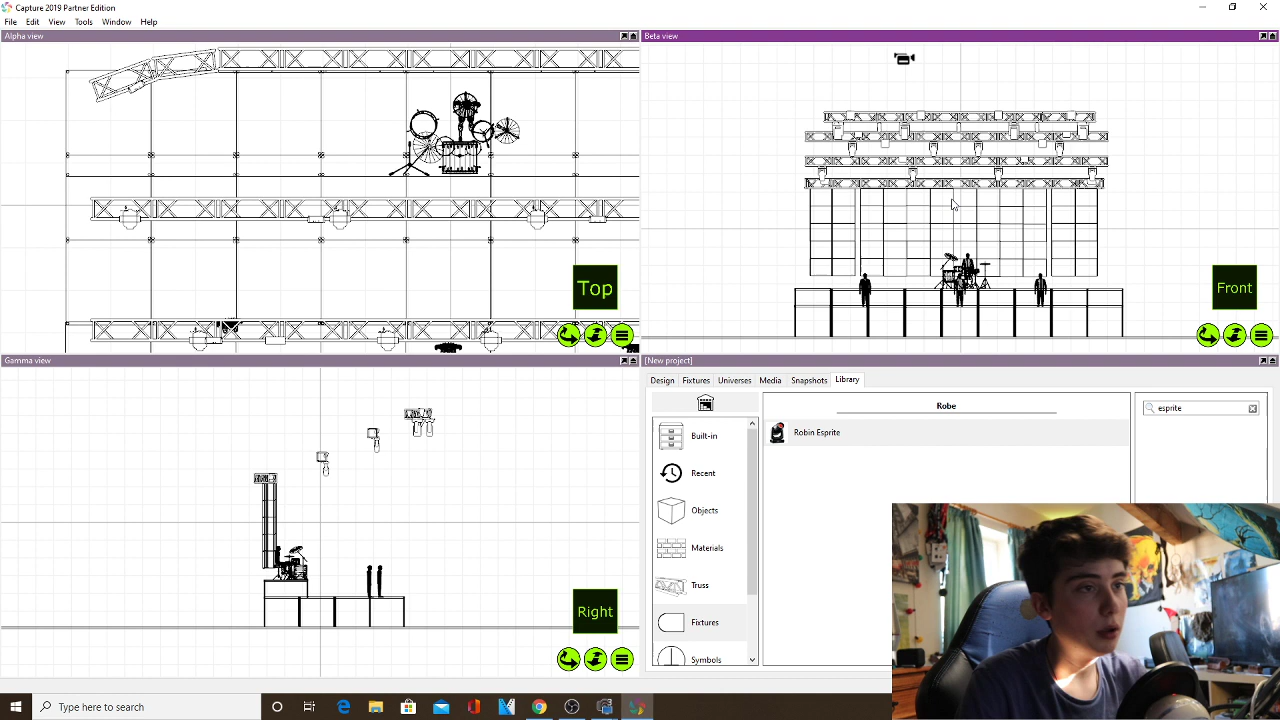 Capture 2019 Partner Edition
File Edit View Tools Window Help
Alpha view
Beta view
Top
Front
Gamma view
[New project]
Design Fixtures Universes Media Snapshots Library
Robe
esprite
Robin Esprite
Built-in
Recent
Objects
Materials
Truss
Fixtures
Symbols
Right
Type here to search